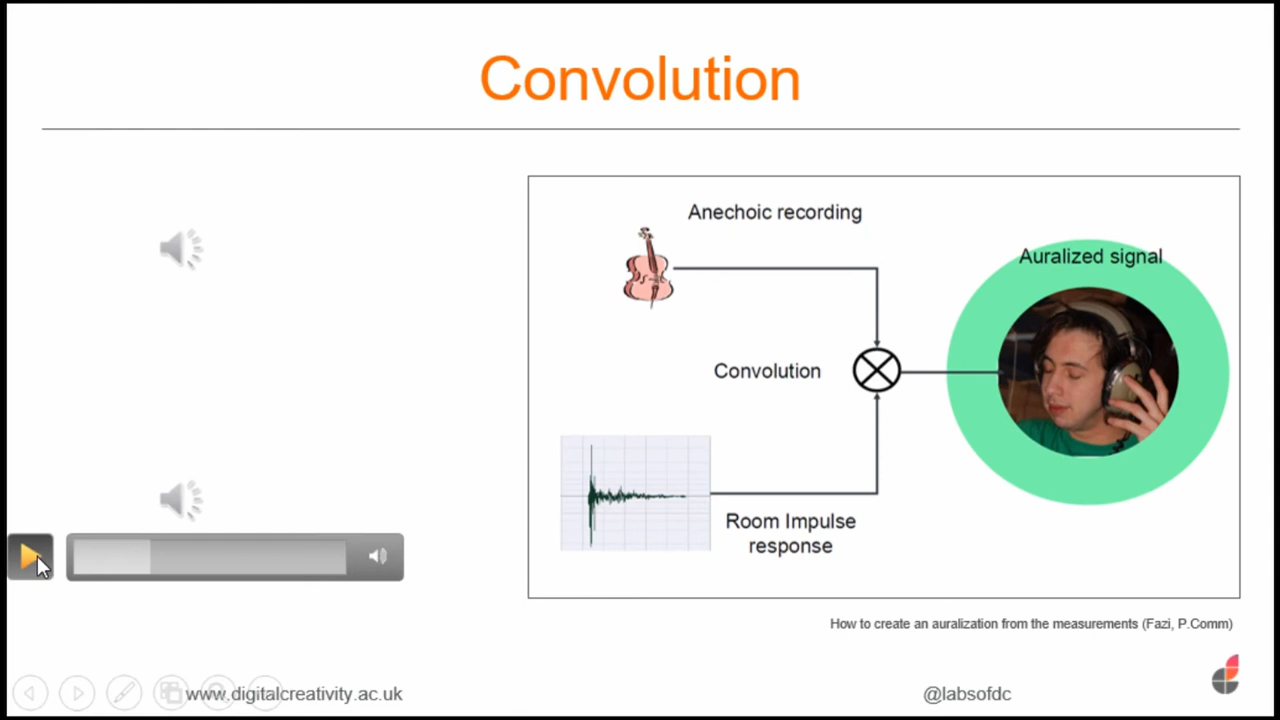 Convolution
Anechoic recording
Auralized signal
Convolution
Room Impulse
response
How to create an auralization from the measurements (Fazi, P.Comm)
www.digitalcreativity.ac.uk
@labsofdc